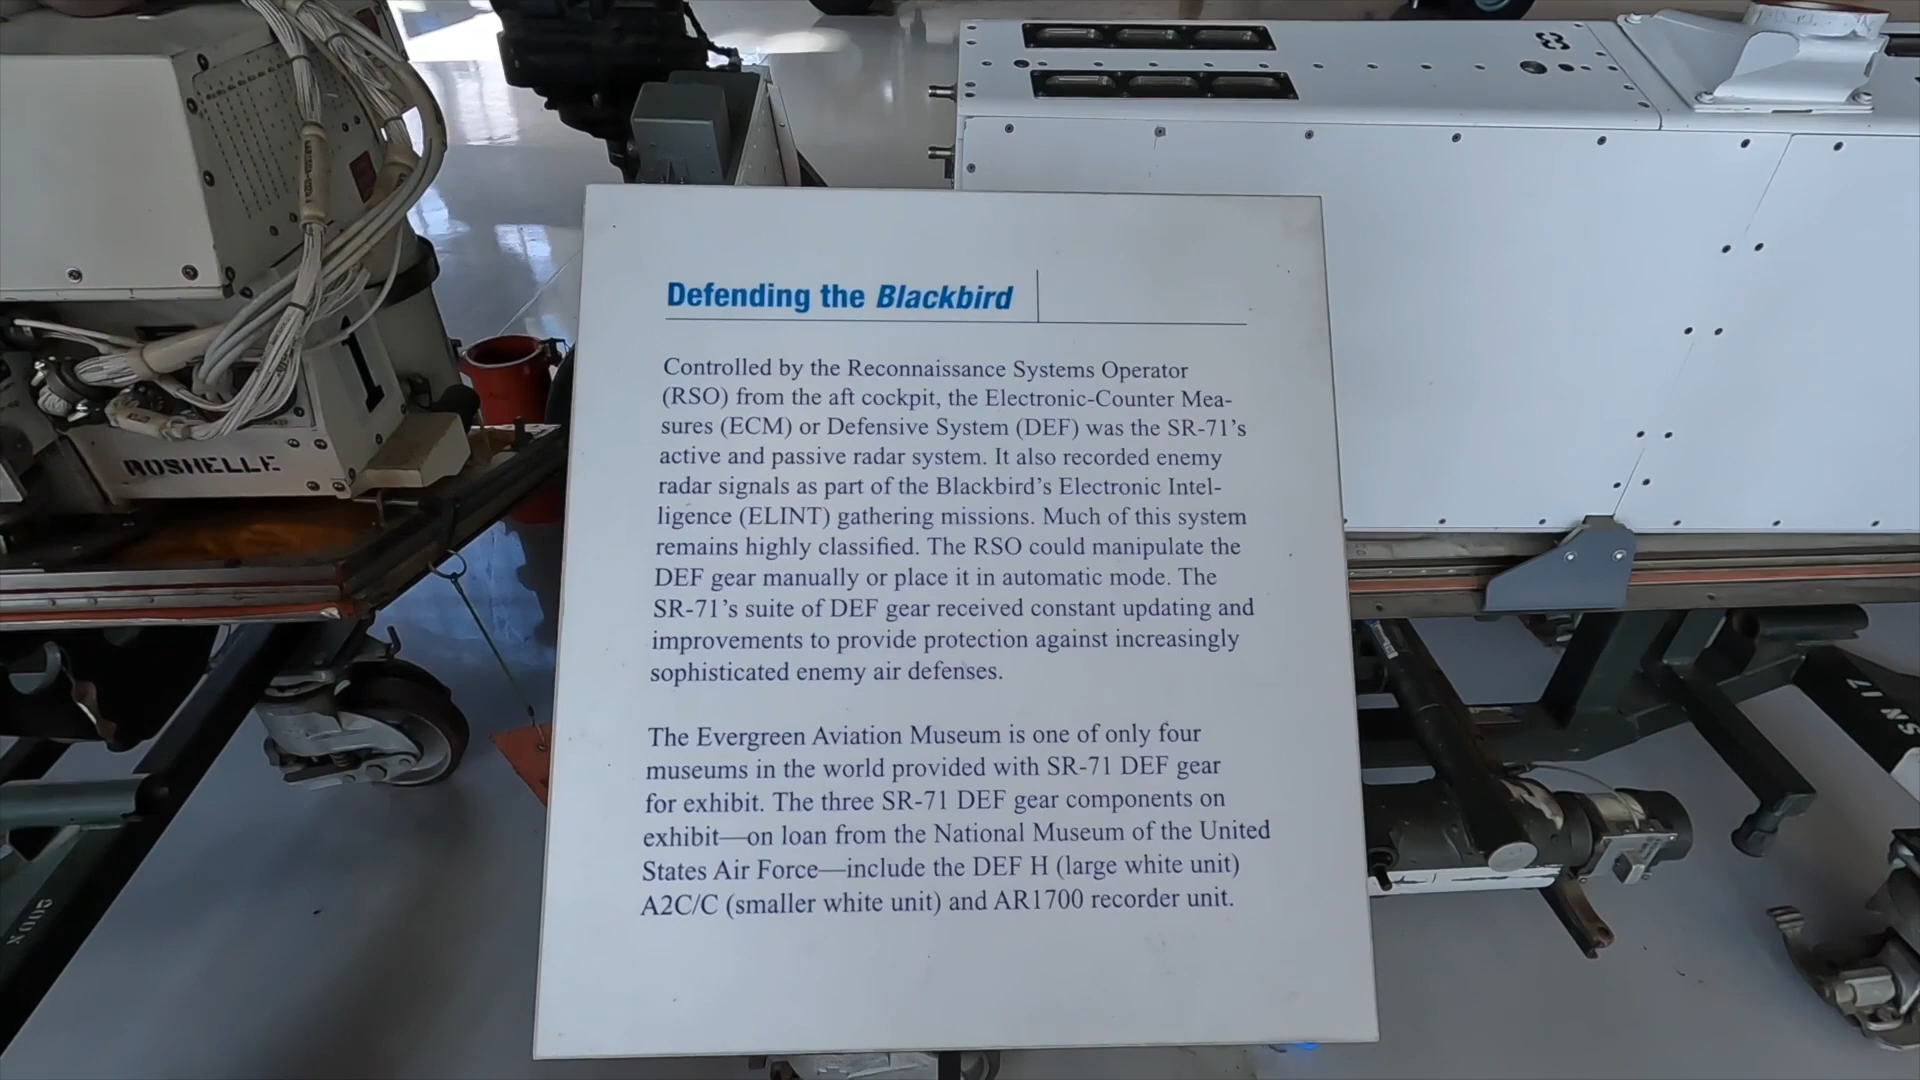 Defending the Blackbird
Controlled by the Reconnaissance Systems Operator
(RSO) from the aft cockpit, the Electronic-Counter Mea-
sures (ECM) or Defensive System (DEF) was the SR-71's
active and passive radar system. It also recorded enemy
radar signals as part of the Blackbird's Electronic Intel-
ligence (ELINT) gathering missions. Much of this system
remains highly classified. The RSO could manipulate the
DEF gear manually or place it in automatic mode. The
SR-71's suite of DEF gear received constant updating and
improvements to provide protection against increasingly
sophisticated enemy air defenses.
The Evergreen Aviation Museum is one of only four
museums in the world provided with SR-71 DEF gear
for exhibit. The three SR-71 DEF gear components on
exhibit—on loan from the National Museum of the United
States Air Force—include the DEF H (large white unit)
A2C/C (smaller white unit) and AR1700 recorder unit.
1
ROSHELLE
SN 17